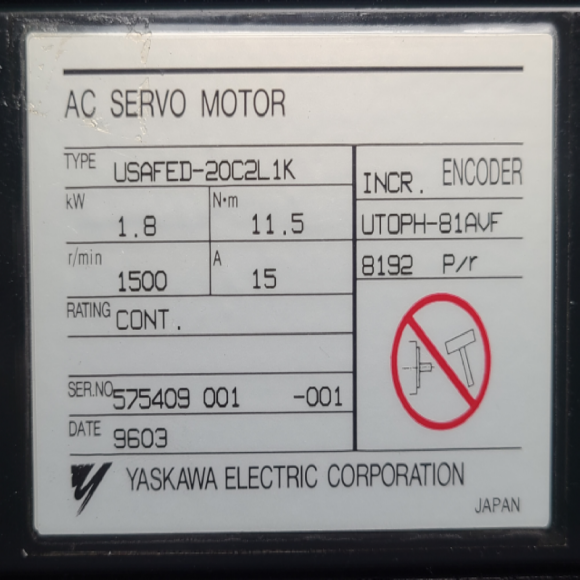 AC SERVO MOTOR
TYPE USAFED-20C2L1K
kW 1.8 N·m 11.5
r/min 1500 A 15
RATING CONT.
SER.NO 575409 001 -001
DATE 9603
INCR. ENCODER
UTOPH-81AVF
8192 P/r
YASKAWA ELECTRIC CORPORATION
JAPAN